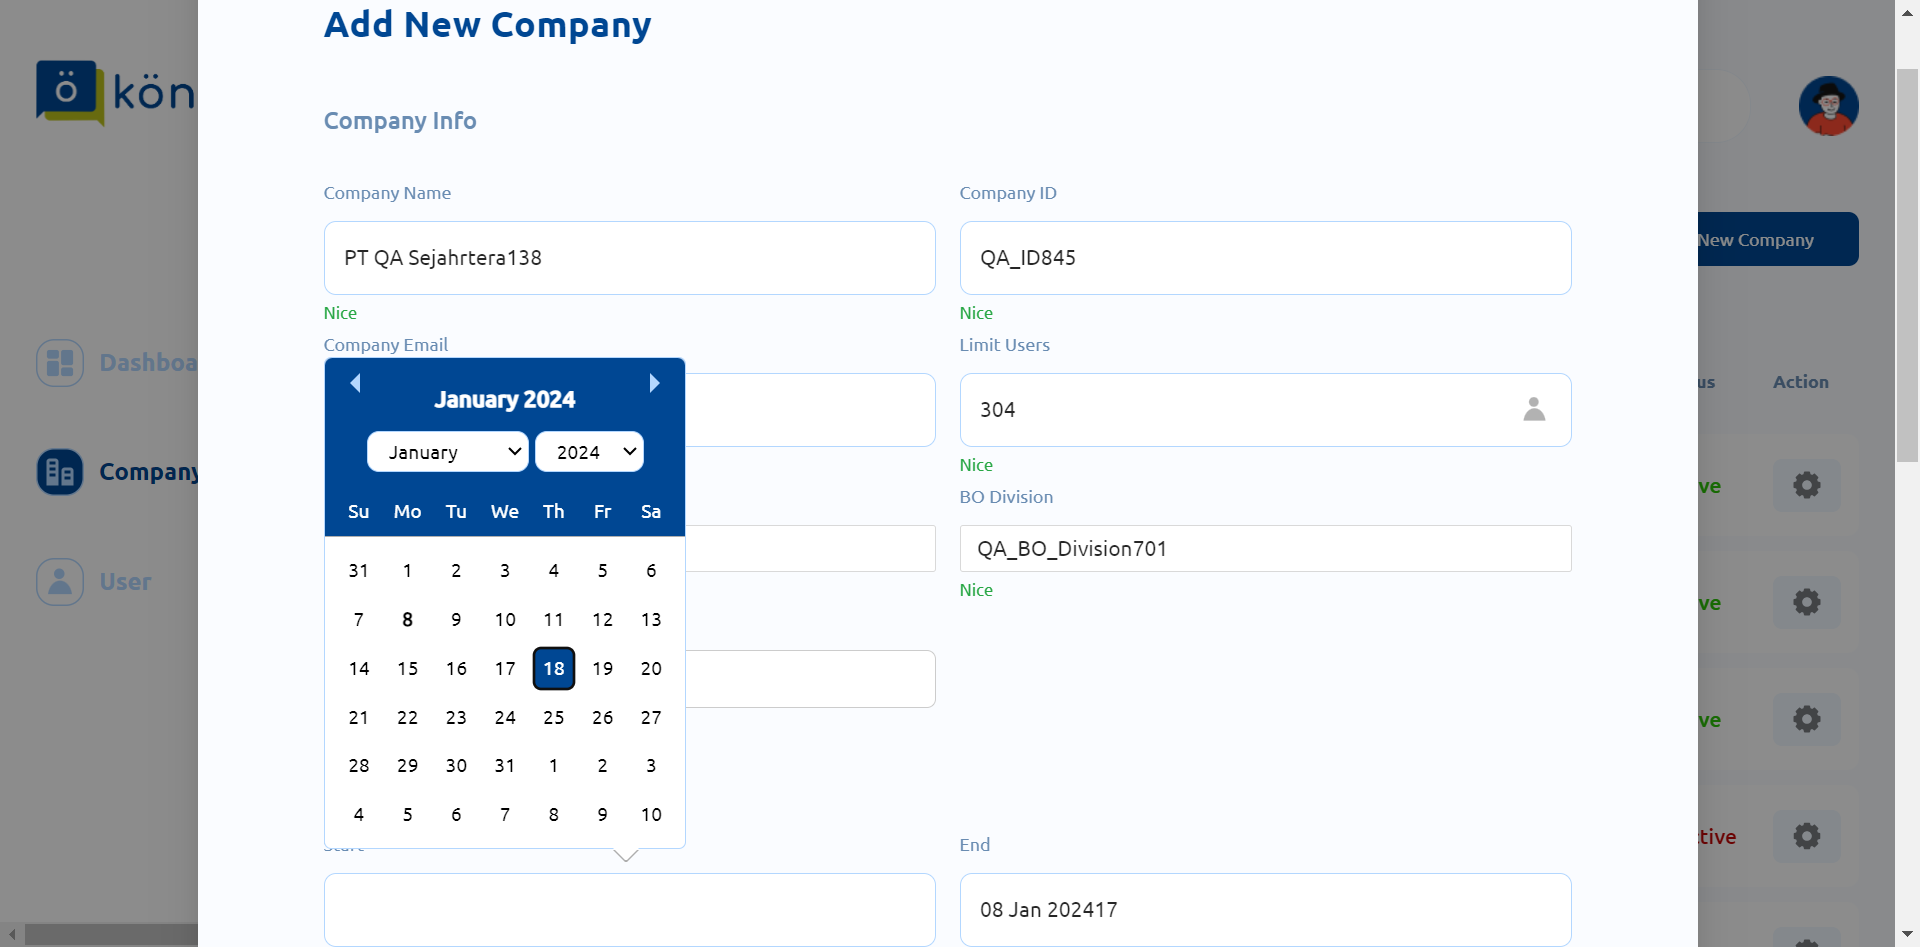 Add New Company
ö kön
Company Info
Company Name
Company ID
PT QA Sejahrtera138
QA_ID845
New Company
Nice
Nice
Company Email
Limit Users
Dashboa
January 2024
304
us
Action
January
2024
Nice
Company
ve
BO Division
Su Mo Tu We Th Fr Sa
QA_BO_Division701
31 1 2 3 4 5 6
User
Nice
ve
7 8 9 10 11 12 13
14 15 16 17 18 19 20
21 22 23 24 25 26 27
ve
28 29 30 31 1 2 3
4 5 6 7 8 9 10
ctive
Start
End
08 Jan 202417